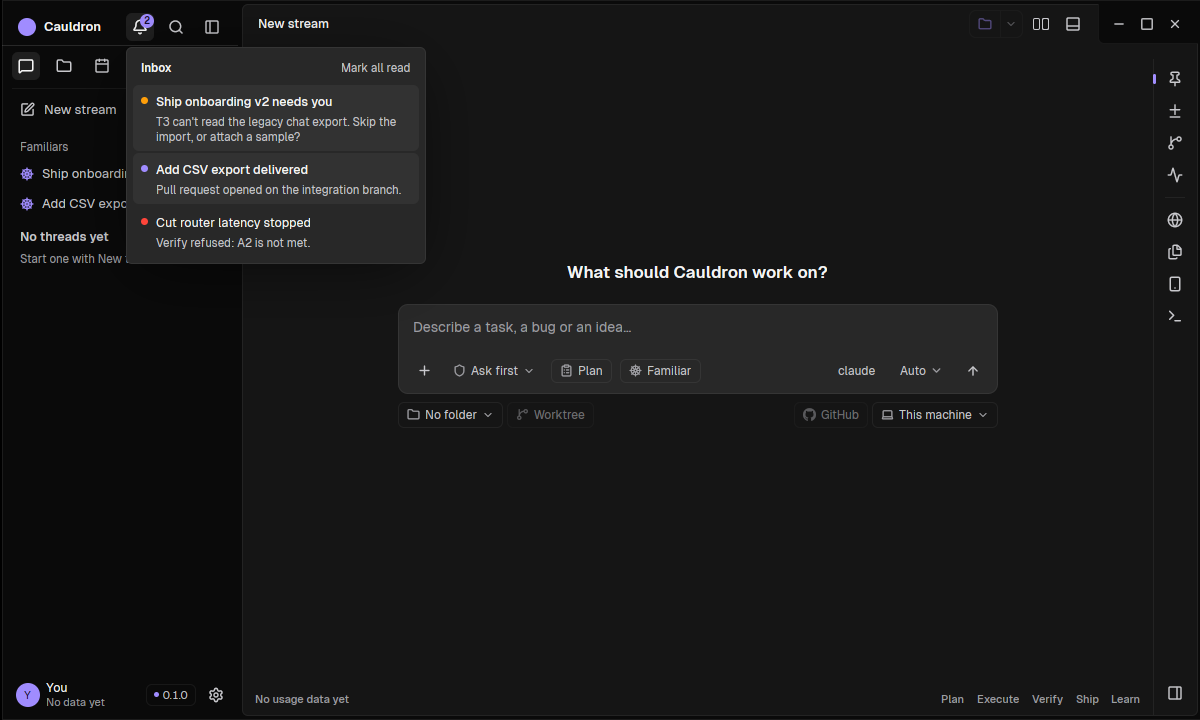 Cauldron
2
New stream
Inbox
Mark all read
Ship onboarding v2 needs you
T3 can't read the legacy chat export. Skip the
import, or attach a sample?
Add CSV export delivered
Pull request opened on the integration branch.
Cut router latency stopped
Verify refused: A2 is not met.
New stream
Familiars
Ship onboardin
Add CSV expo
No threads yet
Start one with New
What should Cauldron work on?
Describe a task, a bug or an idea...
Ask first
Plan
Familiar
claude
Auto
No folder
Worktree
GitHub
This machine
Y
You
No data yet
0.1.0
No usage data yet
Plan
Execute
Verify
Ship
Learn